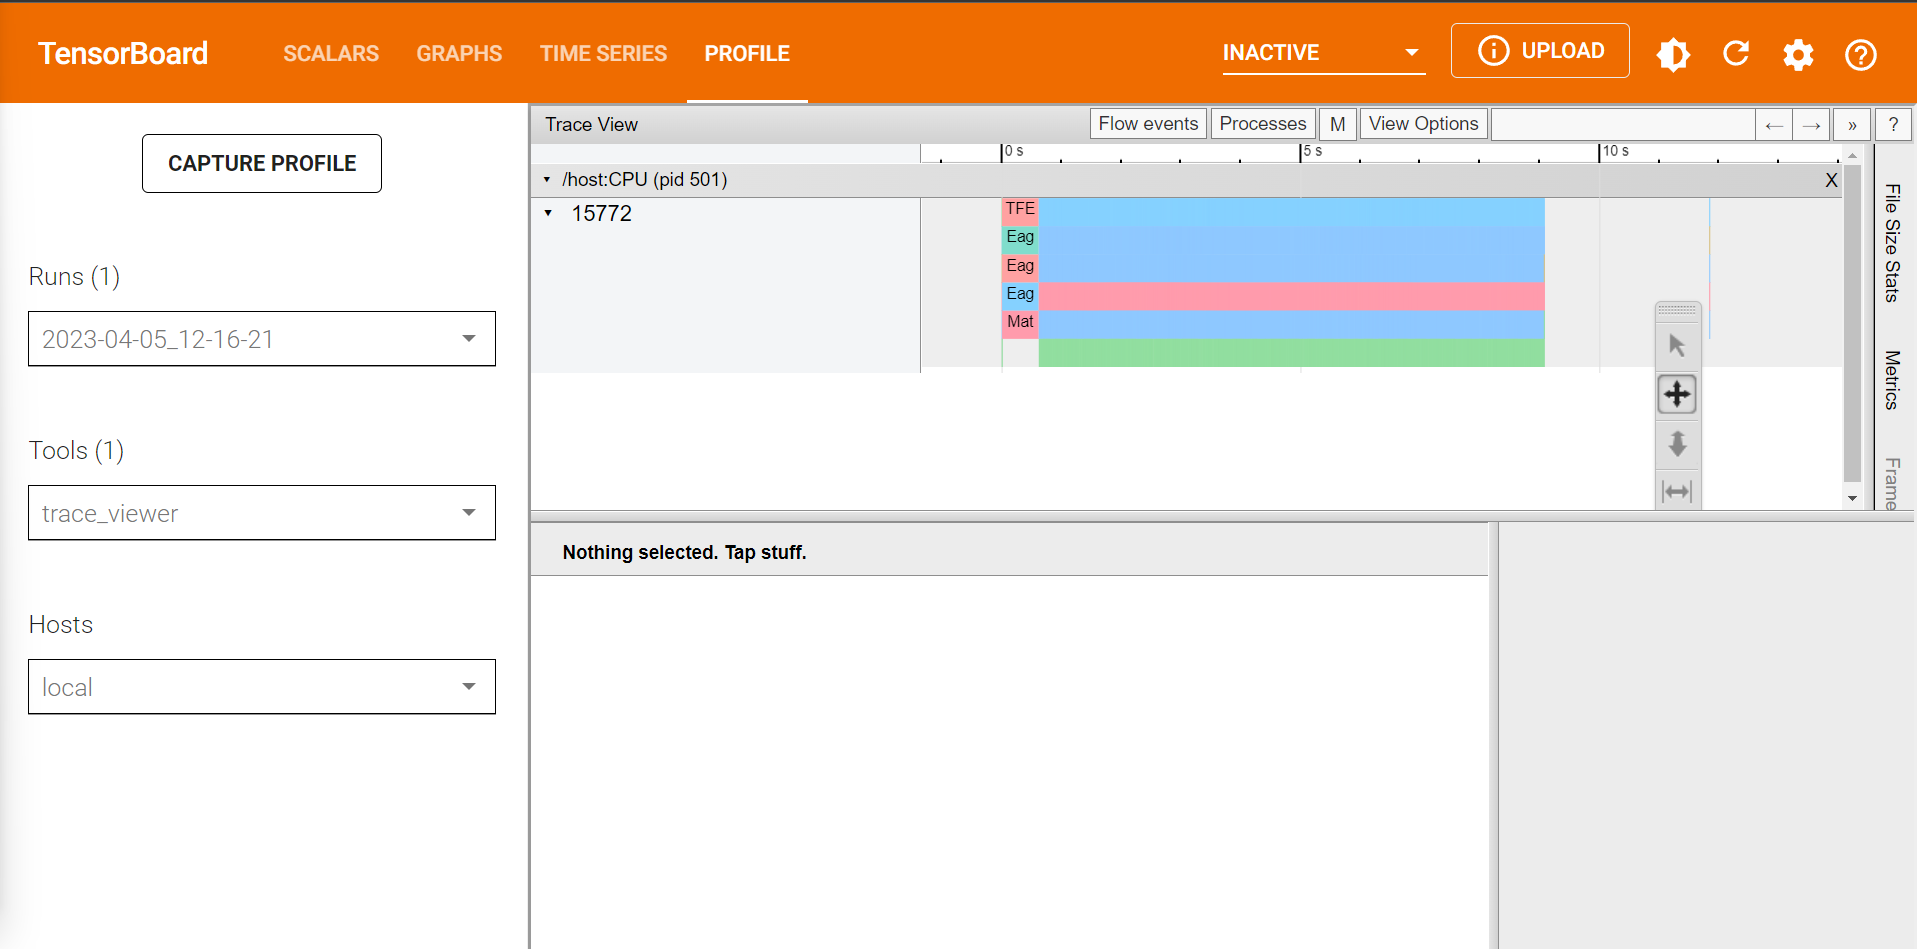 TensorBoard
SCALARS
GRAPHS
TIME SERIES
PROFILE
INACTIVE
UPLOAD
CAPTURE PROFILE
Runs (1)
2023-04-05_12-16-21
Tools (1)
trace_viewer
Hosts
local
Trace View
Flow events
Processes
M
View Options
←
→
»
?
0 s
5 s
10 s
/host:CPU (pid 501)
X
15772
TFE
Eag
Eag
Eag
Mat
File Size Stats
Metrics
Frame
Nothing selected. Tap stuff.